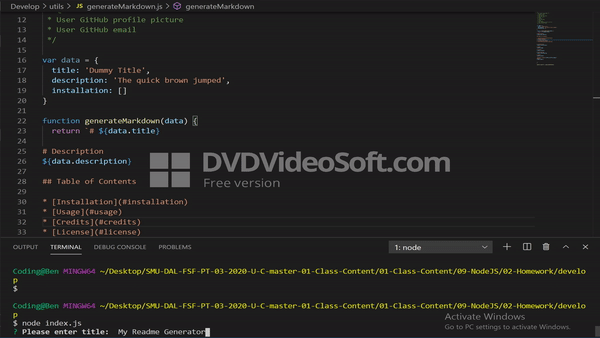 Develop > utils > JS generateMarkdown.js > generateMarkdown
12 * User GitHub profile picture
13 * User GitHub email
14 */
15
16 var data = {
17 title: 'Dummy Title',
18 description: 'The quick brown jumped',
19 installation: []
20 }
21
22 function generateMarkdown(data) {
23 return `# ${data.title}
24
25 # Description
26 ${data.description}
27
28 ## Table of Contents
29
30 * [Installation](#installation)
31 * [Usage](#usage)
32 * [Credits](#credits)
33 * [License](#license)
DVDVideoSoft.com
Free version
OUTPUT TERMINAL DEBUG CONSOLE PROBLEMS 1: node
Coding@Ben MINGW64 ~/Desktop/SMU-DAL-FSF-PT-03-2020-U-C-master-01-Class-Content/01-Class-Content/09-NodeJS/02-Homework/develo
p
$
Coding@Ben MINGW64 ~/Desktop/SMU-DAL-FSF-PT-03-2020-U-C-master-01-Class-Content/01-Class-Content/09-NodeJS/02-Homework/develo
p
$ node index.js
? Please enter title: My Readme Generator
Activate Windows
Go to PC settings to activate Windows.